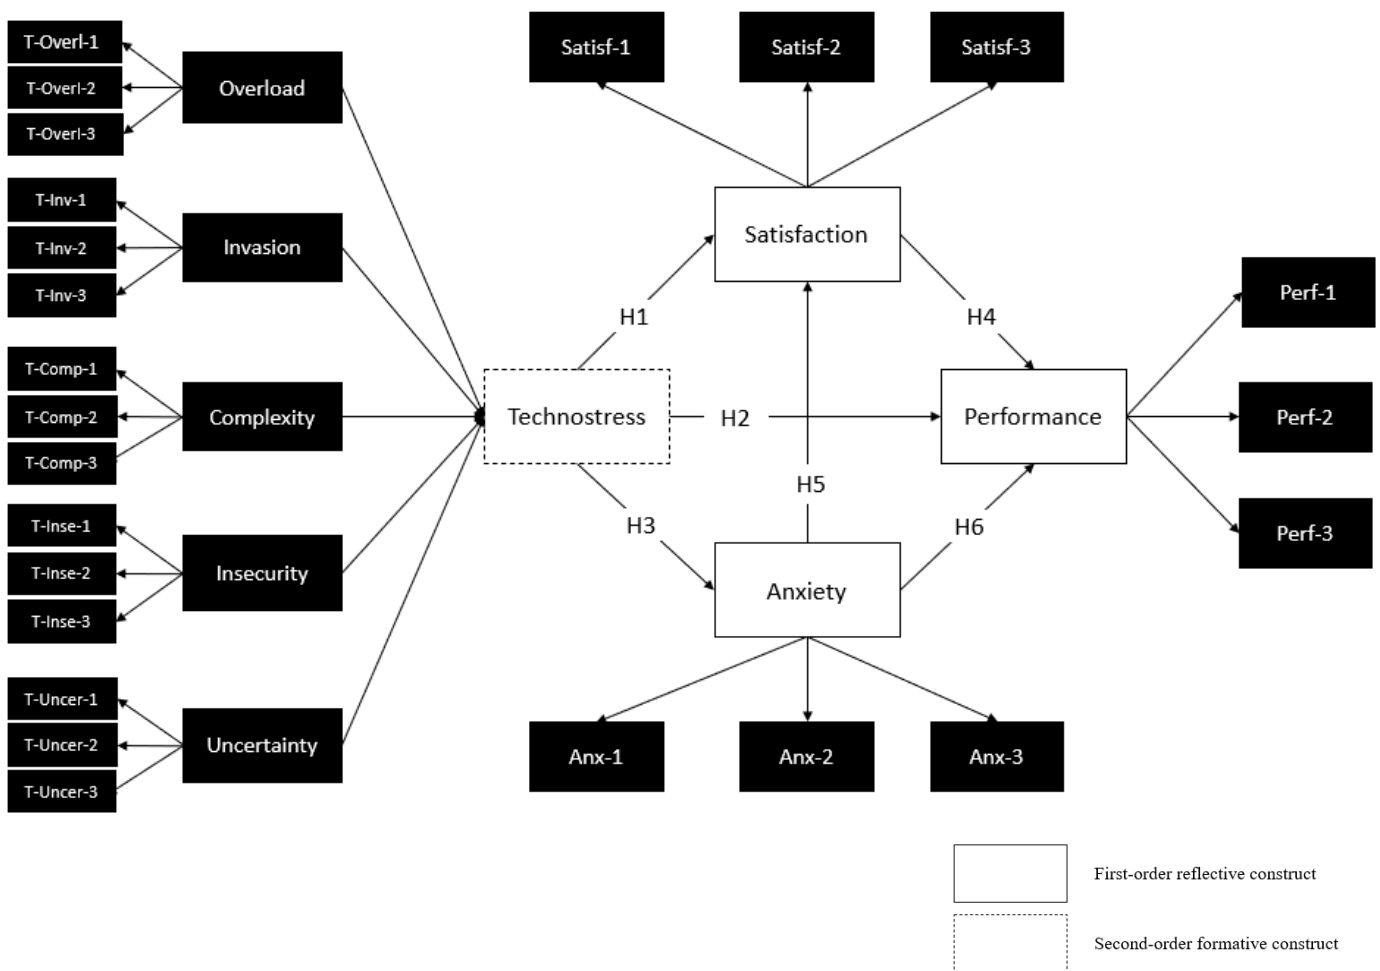 T-Overl-1
T-Overl-2
T-Overl-3
Overload
T-Inv-1
T-Inv-2
T-Inv-3
Invasion
T-Comp-1
T-Comp-2
T-Comp-3
Complexity
T-Inse-1
T-Inse-2
T-Inse-3
Insecurity
T-Uncer-1
T-Uncer-2
T-Uncer-3
Uncertainty
Technostress
Satisf-1
Satisf-2
Satisf-3
Satisfaction
H1
H4
H2
H5
H3
H6
Performance
Perf-1
Perf-2
Perf-3
Anxiety
Anx-1
Anx-2
Anx-3
First-order reflective construct
Second-order formative construct